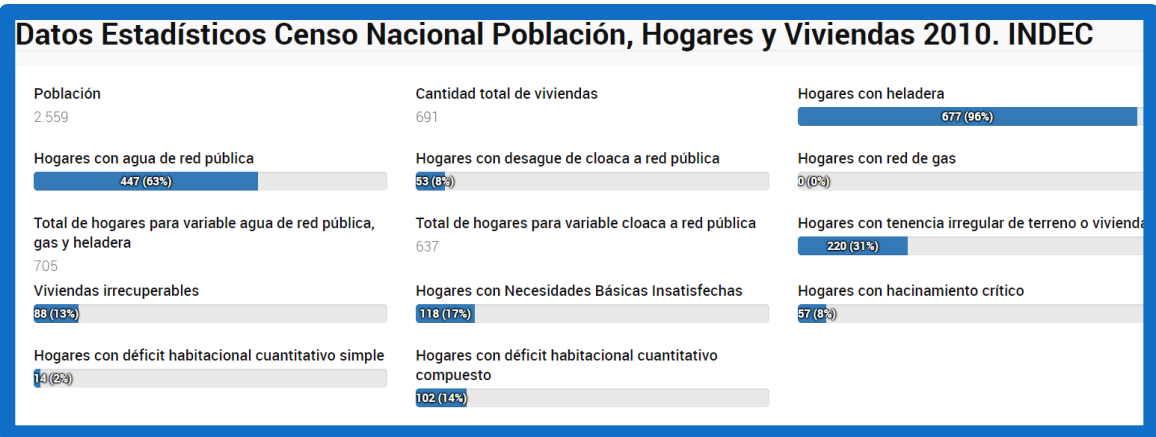 Datos Estadísticos Censo Nacional Población, Hogares y Viviendas 2010. INDEC
Población
2.559
Cantidad total de viviendas
691
Hogares con heladera
677 (96%)
Hogares con agua de red pública
447 (63%)
Hogares con desague de cloaca a red pública
53 (8%)
Hogares con red de gas
0 (0%)
Total de hogares para variable agua de red pública,
gas y heladera
705
Total de hogares para variable cloaca a red pública
637
Hogares con tenencia irregular de terreno o vivienda
220 (31%)
Viviendas irrecuperables
88 (13%)
Hogares con Necesidades Básicas Insatisfechas
118 (17%)
Hogares con hacinamiento crítico
57 (8%)
Hogares con déficit habitacional cuantitativo simple
14 (2%)
Hogares con déficit habitacional cuantitativo
compuesto
102 (14%)